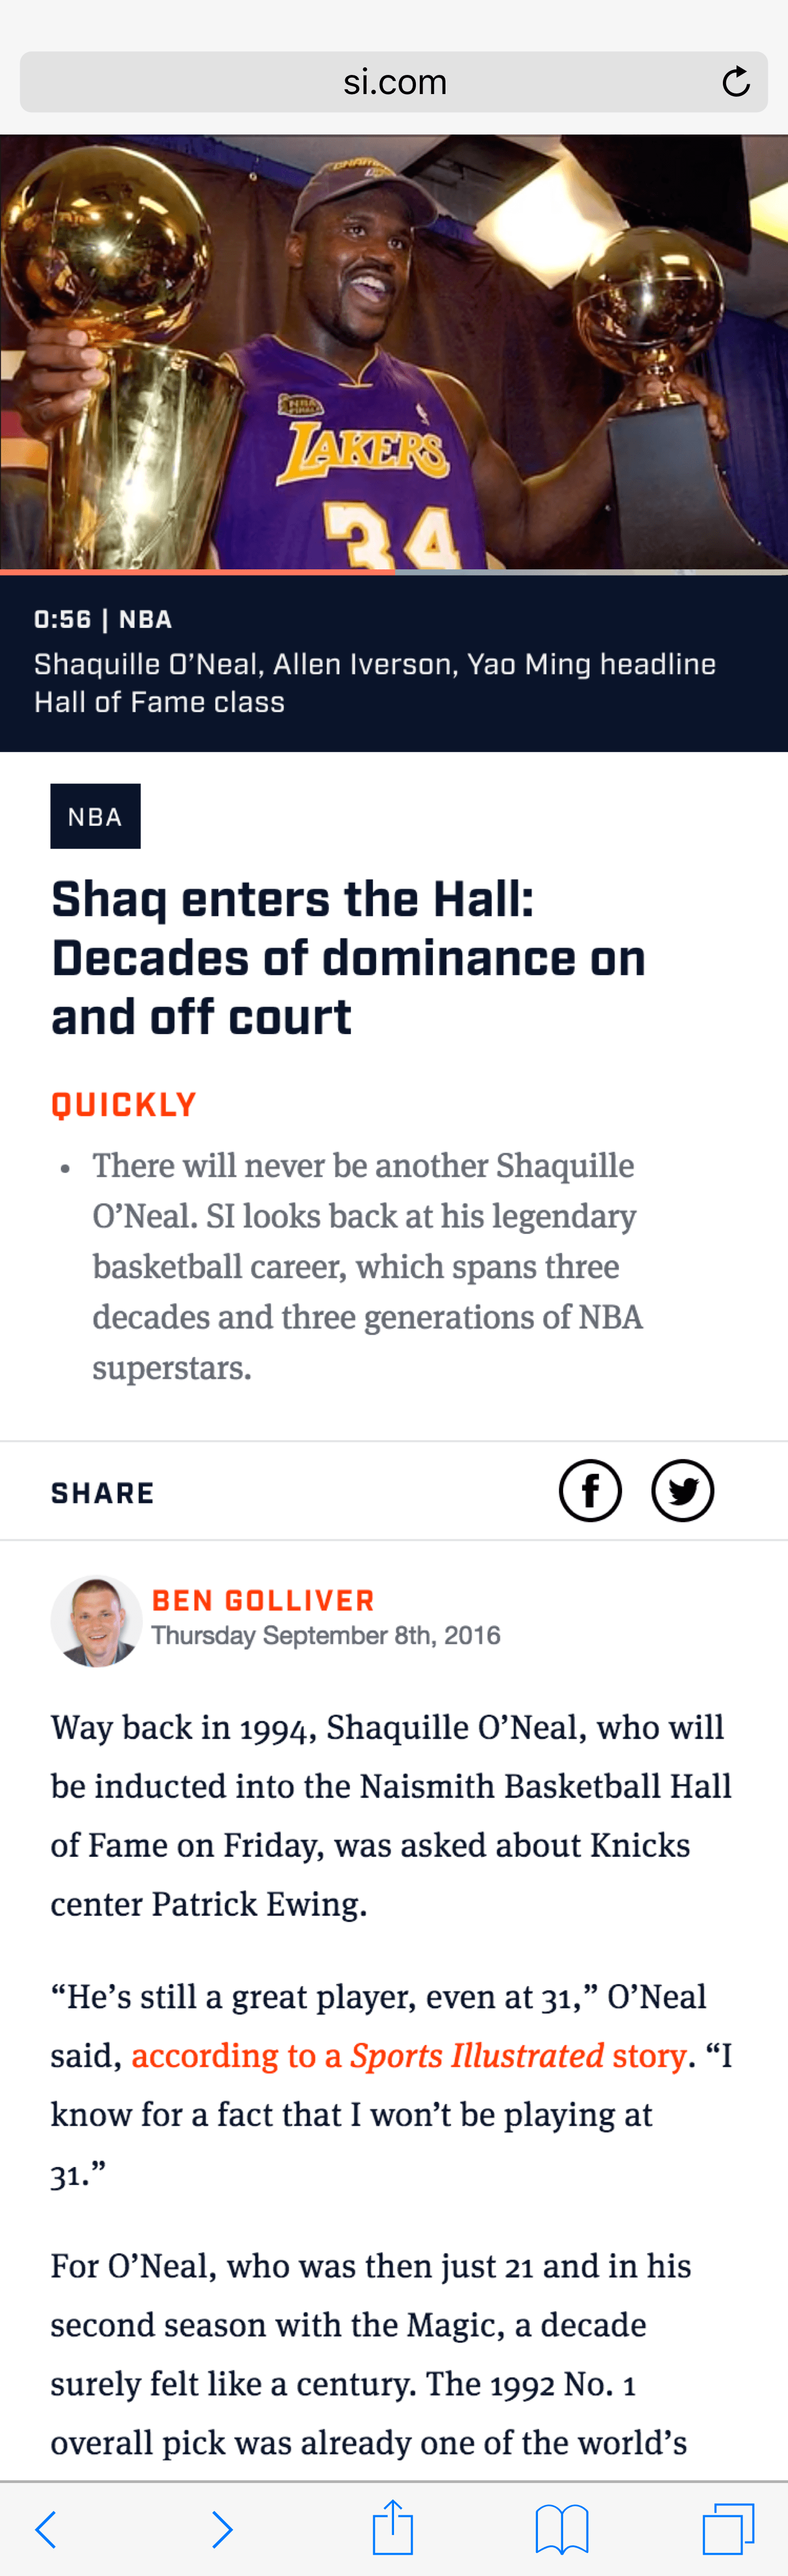 si.com
CHAMPIONS
NBA
FINALS
LAKERS
34
0:56 | NBA
Shaquille O’Neal, Allen Iverson, Yao Ming headline
Hall of Fame class
NBA
Shaq enters the Hall:
Decades of dominance on
and off court
QUICKLY
• There will never be another Shaquille
O’Neal. SI looks back at his legendary
basketball career, which spans three
decades and three generations of NBA
superstars.
SHARE
BEN GOLLIVER
Thursday September 8th, 2016
Way back in 1994, Shaquille O’Neal, who will
be inducted into the Naismith Basketball Hall
of Fame on Friday, was asked about Knicks
center Patrick Ewing.
“He’s still a great player, even at 31,” O’Neal
said, according to a Sports Illustrated story. “I
know for a fact that I won’t be playing at
31.”
For O’Neal, who was then just 21 and in his
second season with the Magic, a decade
surely felt like a century. The 1992 No. 1
overall pick was already one of the world’s